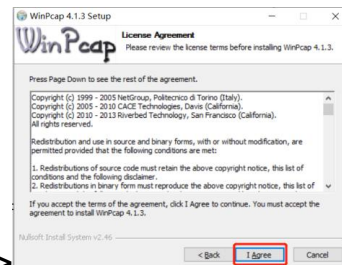 WinPcap 4.1.3 Setup
WinPcap
License Agreement
Please review the license terms before installing WinPcap 4.1.3.
Press Page Down to see the rest of the agreement.
Copyright (c) 1999 - 2005 NetGroup, Politecnico di Torino (Italy).
Copyright (c) 2005 - 2010 CACE Technologies, Davis (California).
Copyright (c) 2010 - 2013 Riverbed Technology, San Francisco (California).
All rights reserved.
Redistribution and use in source and binary forms, with or without modification, are
permitted provided that the following conditions are met:
1. Redistributions of source code must retain the above copyright notice, this list of
conditions and the following disclaimer.
2. Redistributions in binary form must reproduce the above copyright notice, this list of
If you accept the terms of the agreement, click I Agree to continue. You must accept the
agreement to install WinPcap 4.1.3.
Nullsoft Install System v2.46
< Back
I Agree
Cancel
>